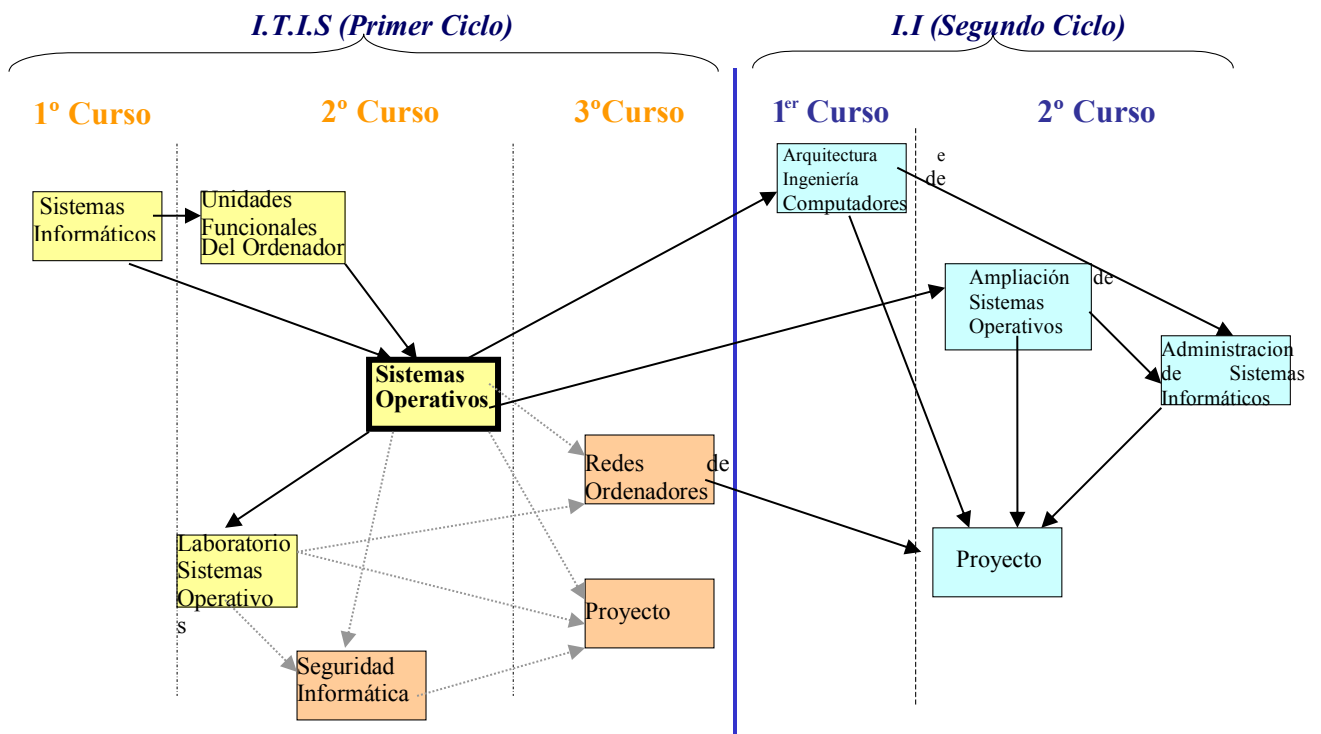 I.T.I.S (Primer Ciclo)
I.I (Segundo Ciclo)
1º Curso
2º Curso
3ºCurso
1er Curso
2º Curso
Sistemas
Informáticos
Unidades
Funcionales
Del Ordenador
Sistemas
Operativos
Laboratorio
Sistemas
Operativo
s
Seguridad
Informática
Redes de
Ordenadores
Proyecto
Arquitectura e
Ingeniería de
Computadores
Ampliación de
Sistemas
Operativos
Administracion
de Sistemas
Informáticos
Proyecto